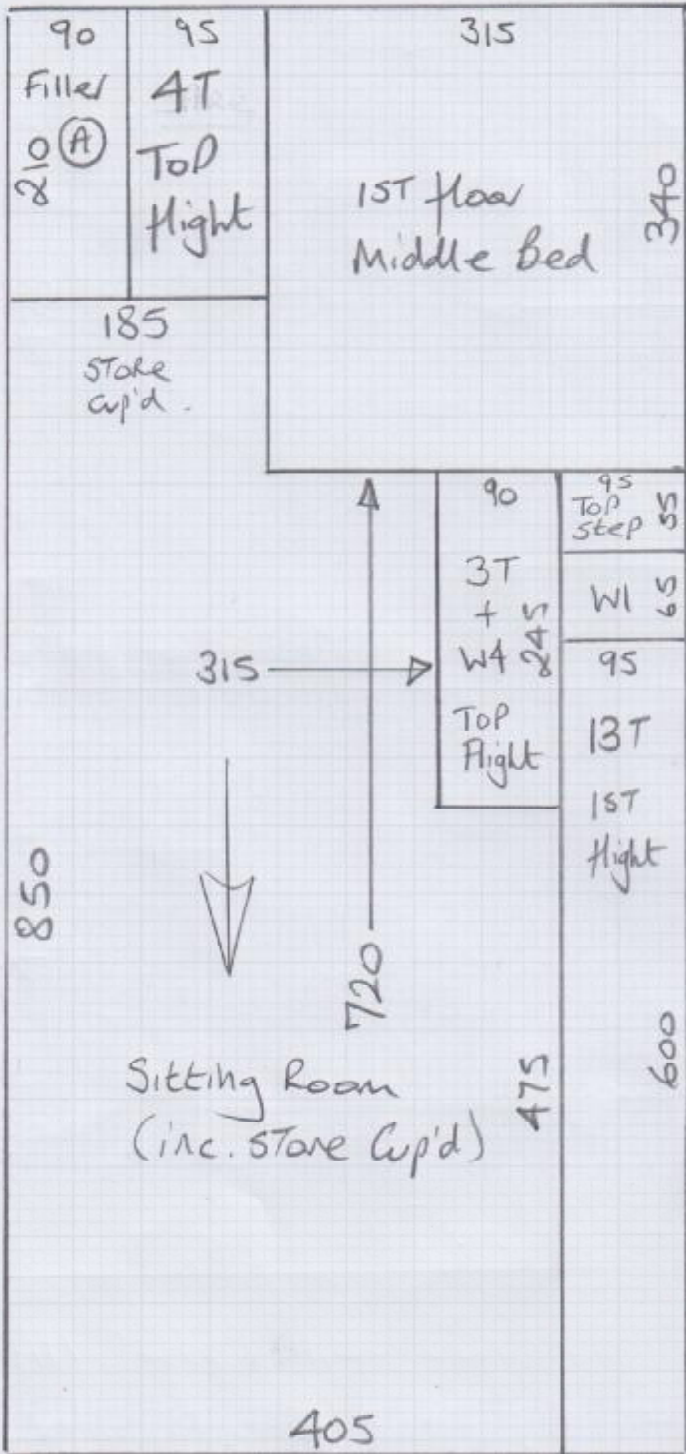 90
Filler
210 A
95
4T
Top
flight
315
1ST floor
Middle Bed
340
185
STORE
Cup'd.
90
3T
+
W4
245
Top
Flight
95
Top
Step
55
W1 65
95
13T
1ST
flight
600
315
850
720
Sitting Room
(inc. STORE Cup'd)
475
405